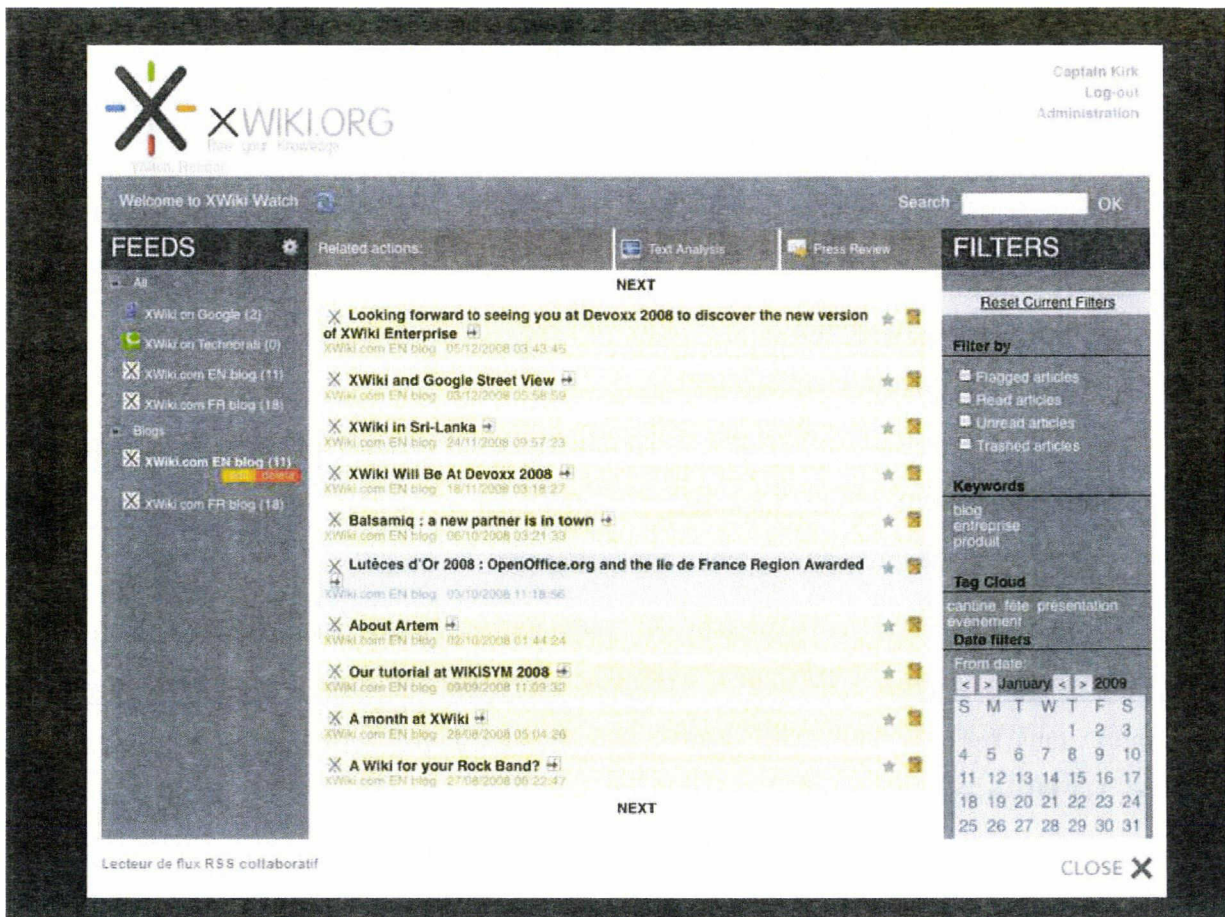 Captain Kirk
Log-out
Administration
XWIKI.ORG
your Knowledge
Welcome to XWiki Watch
Search
OK
FEEDS
Related actions:
Text Analysis
Press Review
FILTERS
All
XWiki on Google (2)
XWiki on Technorati (0)
XWiki.com EN blog (11)
XWiki.com FR blog (18)
Blogs
XWiki.com EN blog (11)
edit delete
XWiki.com FR blog (18)
NEXT
Looking forward to seeing you at Devoxx 2008 to discover the new version
of XWiki Enterprise
XWiki.com EN blog 05/12/2008 03:43:45
XWiki and Google Street View
XWiki.com EN blog 03/12/2008 05:58:59
XWiki in Sri-Lanka
XWiki.com EN blog 24/11/2008 09:57:23
XWiki Will Be At Devoxx 2008
XWiki.com EN blog 18/11/2008 03:18:27
Balsamiq : a new partner is in town
XWiki.com EN blog 06/10/2008 03:21:33
Lutèces d'Or 2008 : OpenOffice.org and the Ile de France Region Awarded
XWiki.com EN blog 03/10/2008 11:18:56
About Artem
XWiki.com EN blog 02/10/2008 01:44:24
Our tutorial at WIKISYM 2008
XWiki.com EN blog 09/09/2008 11:09:32
A month at XWiki
XWiki.com EN blog 28/08/2008 05:04:26
A Wiki for your Rock Band?
XWiki.com EN blog 27/08/2008
NEXT
Reset Current Filters
Filter by
Flagged articles
Read articles
Unread articles
Trashed articles
Keywords
blog
entreprise
produit
Tag Cloud
cantine fête présentation
évènement
Date filters
From date:
< > January < > 2009
S M T W T F S
1 2 3
4 5 6 7 8 9 10
11 12 13 14 15 16 17
18 19 20 21 22 23 24
25 26 27 28 29 30 31
Lecteur de flux RSS collaboratif
CLOSE